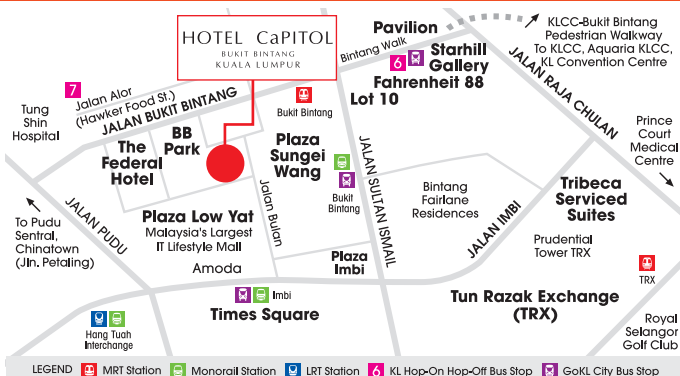 HOTEL CaPITOL
BUKIT BINTANG
KUALA LUMPUR
Pavilion
Bintang Walk
6
Starhill
Gallery
Fahrenheit 88
Lot 10
KLCC-Bukit Bintang
Pedestrian Walkway
To KLCC, Aquaria KLCC,
KL Convention Centre
JALAN RAJA CHULAN
7
Jalan Alor
(Hawker Food St.)
JALAN BUKIT BINTANG
Tung
Shin
Hospital
Bukit Bintang
Prince
Court
Medical
Centre
The
Federal
Hotel
BB
Park
Plaza
Sungei
Wang
Bukit
Bintang
JALAN SULTAN ISMAIL
Bintang
Fairlane
Residences
Tribeca
Serviced
Suites
JALAN IMBI
To Pudu
Sentral,
Chinatown
(Jln. Petaling)
JALAN PUDU
Plaza Low Yat
Malaysia's Largest
IT Lifestyle Mall
Jalan Bulan
Amoda
Plaza
Imbi
Prudential
Tower TRX
TRX
Imbi
Times Square
Tun Razak Exchange
(TRX)
Hang Tuah
Interchange
Royal
Selangor
Golf Club
LEGEND MRT Station Monorail Station LRT Station 6 KL Hop-On Hop-Off Bus Stop GoKL City Bus Stop